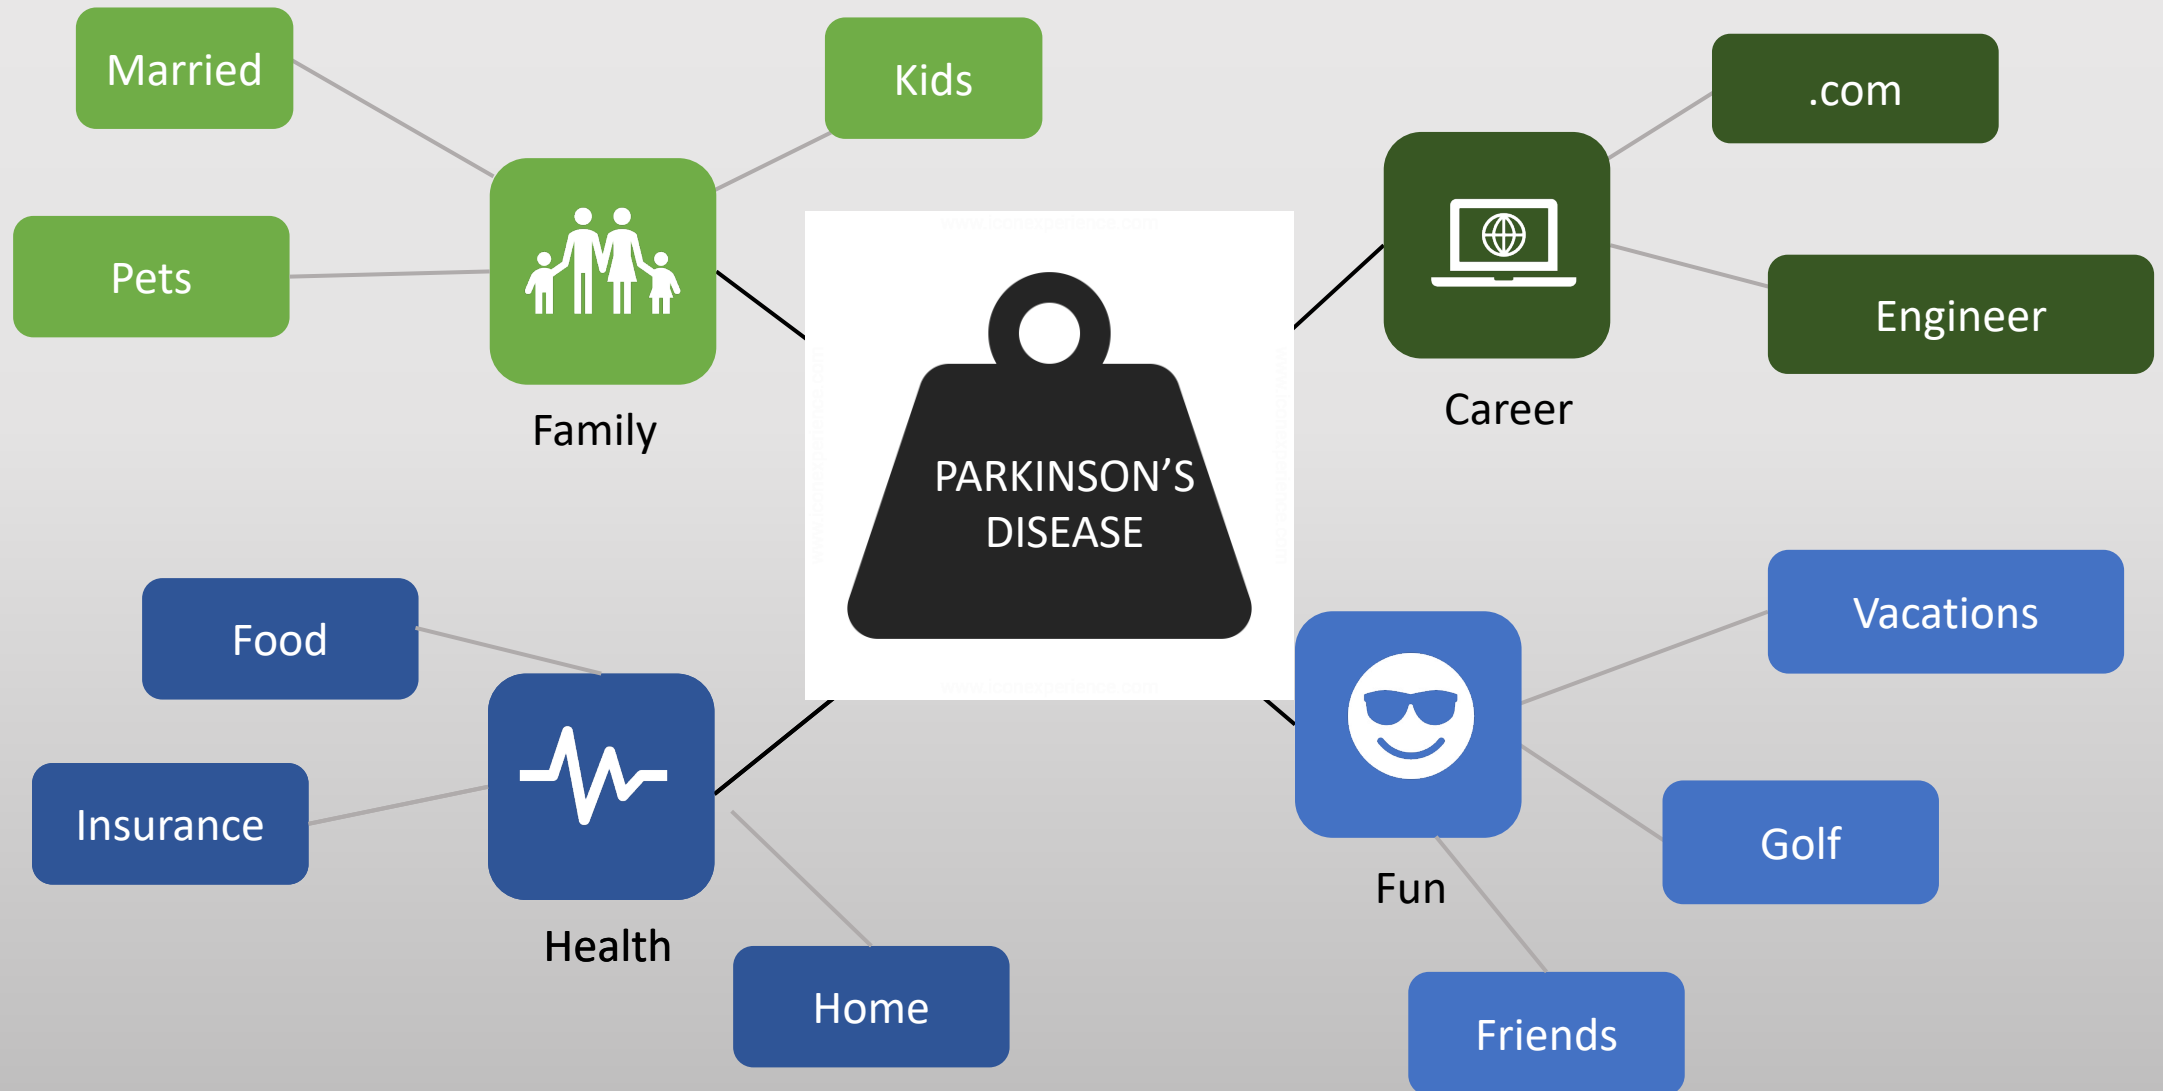 Married
Kids
.com
Pets
Engineer
Family
Career
PARKINSON’S
DISEASE
Food
Vacations
Insurance
Golf
Fun
Health
Home
Friends